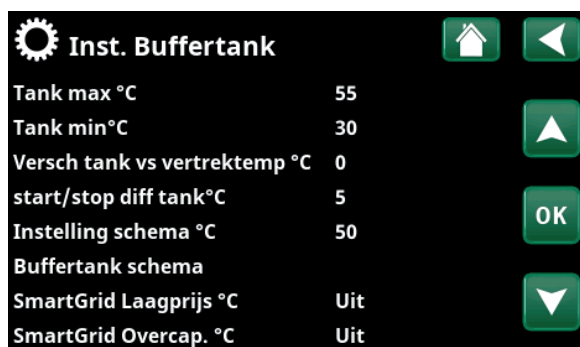 Inst. Buffertank
Tank max °C 55
Tank min°C 30
Versch tank vs vertrektemp °C 0
start/stop diff tank°C 5
OK
Instelling schema °C 50
Buffertank schema
SmartGrid Laagprijs °C Uit
SmartGrid Overcap. °C Uit